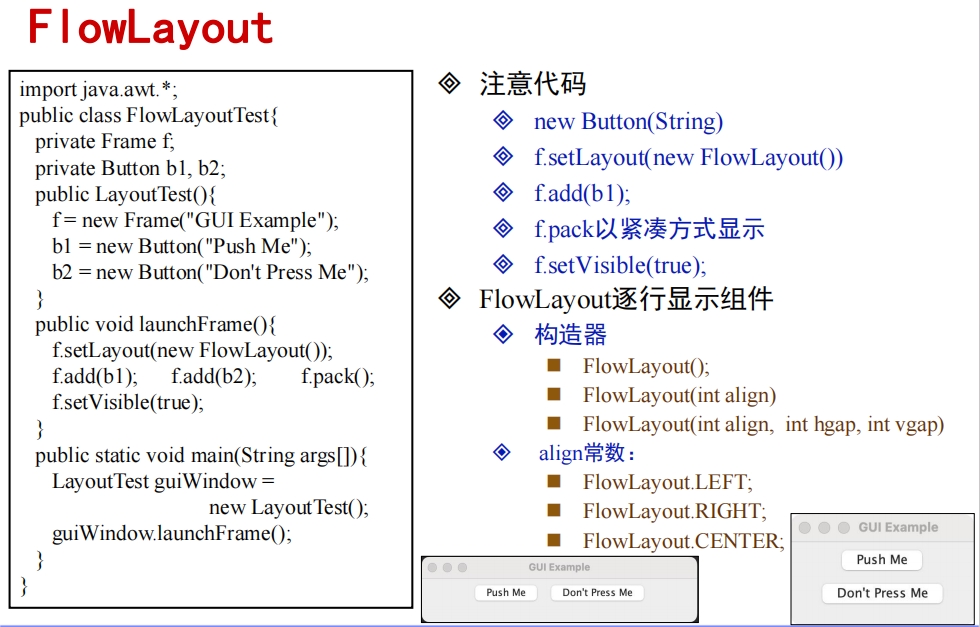 FlowLayout
import java.awt.*;
public class FlowLayoutTest{
private Frame f;
private Button b1, b2;
public LayoutTest(){
f = new Frame("GUI Example");
b1 = new Button("Push Me");
b2 = new Button("Don't Press Me");
}
public void launchFrame(){
f.setLayout(new FlowLayout());
f.add(b1); f.add(b2); f.pack();
f.setVisible(true);
}
public static void main(String args[]){
LayoutTest guiWindow =
new LayoutTest();
guiWindow.launchFrame();
}
}
注意代码
new Button(String)
f.setLayout(new FlowLayout())
f.add(b1);
f.pack以紧凑方式显示
f.setVisible(true);
FlowLayout逐行显示组件
构造器
FlowLayout();
FlowLayout(int align)
FlowLayout(int align, int hgap, int vgap)
align常数：
FlowLayout.LEFT;
FlowLayout.RIGHT;
FlowLayout.CENTER;
GUI Example
Push Me Don't Press Me
GUI Example
Push Me
Don't Press Me